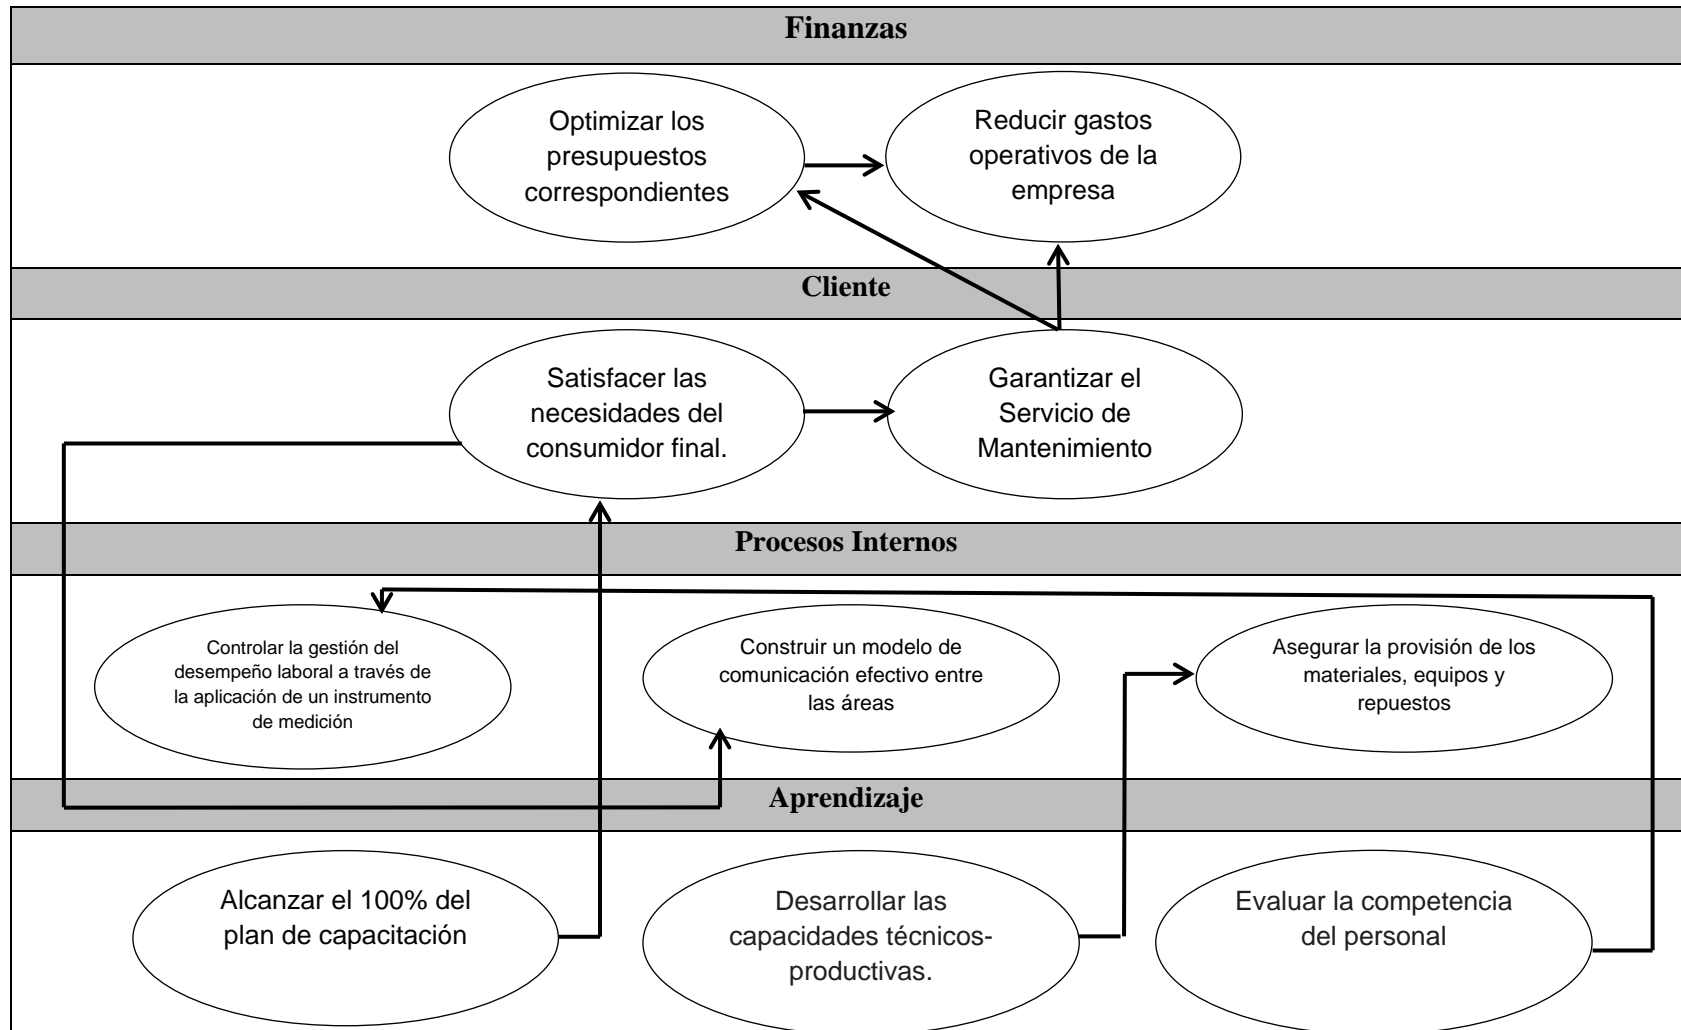 Finanzas
Optimizar los
presupuestos
correspondientes
Reducir gastos
operativos de la
empresa
Cliente
Satisfacer las
necesidades del
consumidor final.
Garantizar el
Servicio de
Mantenimiento
Procesos Internos
Controlar la gestión del
desempeño laboral a través de
la aplicación de un instrumento
de medición
Construir un modelo de
comunicación efectivo entre
las áreas
Asegurar la provisión de los
materiales, equipos y
repuestos
Aprendizaje
Alcanzar el 100% del
plan de capacitación
Desarrollar las
capacidades técnicos-
productivas.
Evaluar la competencia
del personal